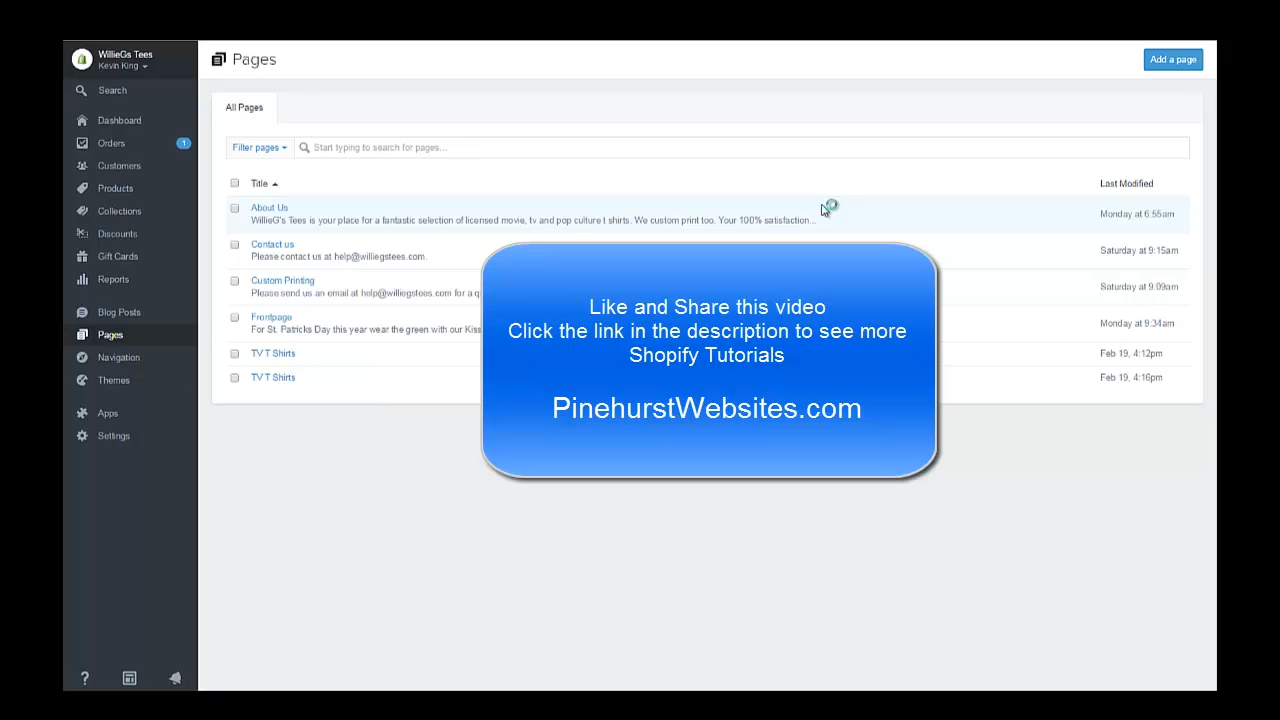 WillieGs Tees
Kevin King
Search
Dashboard
Orders 1
Customers
Products
Collections
Discounts
Gift Cards
Reports
Blog Posts
Pages
Navigation
Themes
Apps
Settings
?
Pages
Add a page
All Pages
Filter pages
Start typing to search for pages...
Title Last Modified
About Us
WillieG's Tees is your place for a fantastic selection of licensed movie, tv and pop culture t shirts. We custom print too. Your 100% satisfaction...
Monday at 6:55am
Contact us
Please contact us at help@williegstees.com.
Saturday at 9:15am
Custom Printing
Please send us an email at help@williegstees.com for a q
Saturday at 9:09am
Frontpage
For St. Patricks Day this year wear the green with our Kiss
Monday at 9:34am
TV T Shirts Feb 19, 4:12pm
TV T Shirts Feb 19, 4:16pm
Like and Share this video
Click the link in the description to see more
Shopify Tutorials
PinehurstWebsites.com